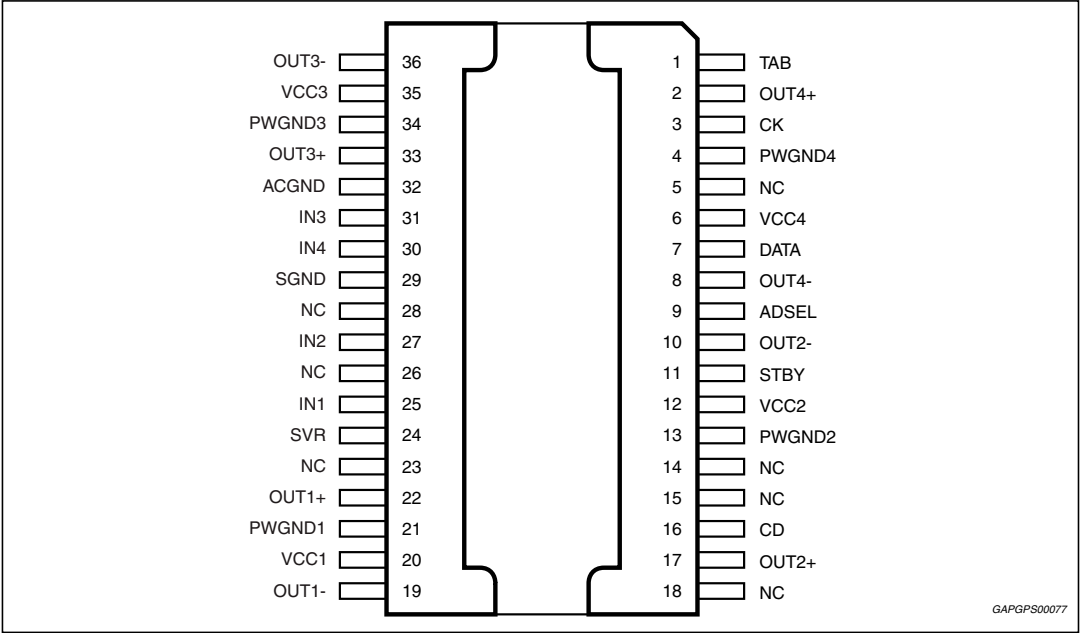 OUT3- 36 1 TAB
VCC3 35 2 OUT4+
PWGND3 34 3 CK
OUT3+ 33 4 PWGND4
ACGND 32 5 NC
IN3 31 6 VCC4
IN4 30 7 DATA
SGND 29 8 OUT4-
NC 28 9 ADSEL
IN2 27 10 OUT2-
NC 26 11 STBY
IN1 25 12 VCC2
SVR 24 13 PWGND2
NC 23 14 NC
OUT1+ 22 15 NC
PWGND1 21 16 CD
VCC1 20 17 OUT2+
OUT1- 19 18 NC
GAPGPS00077